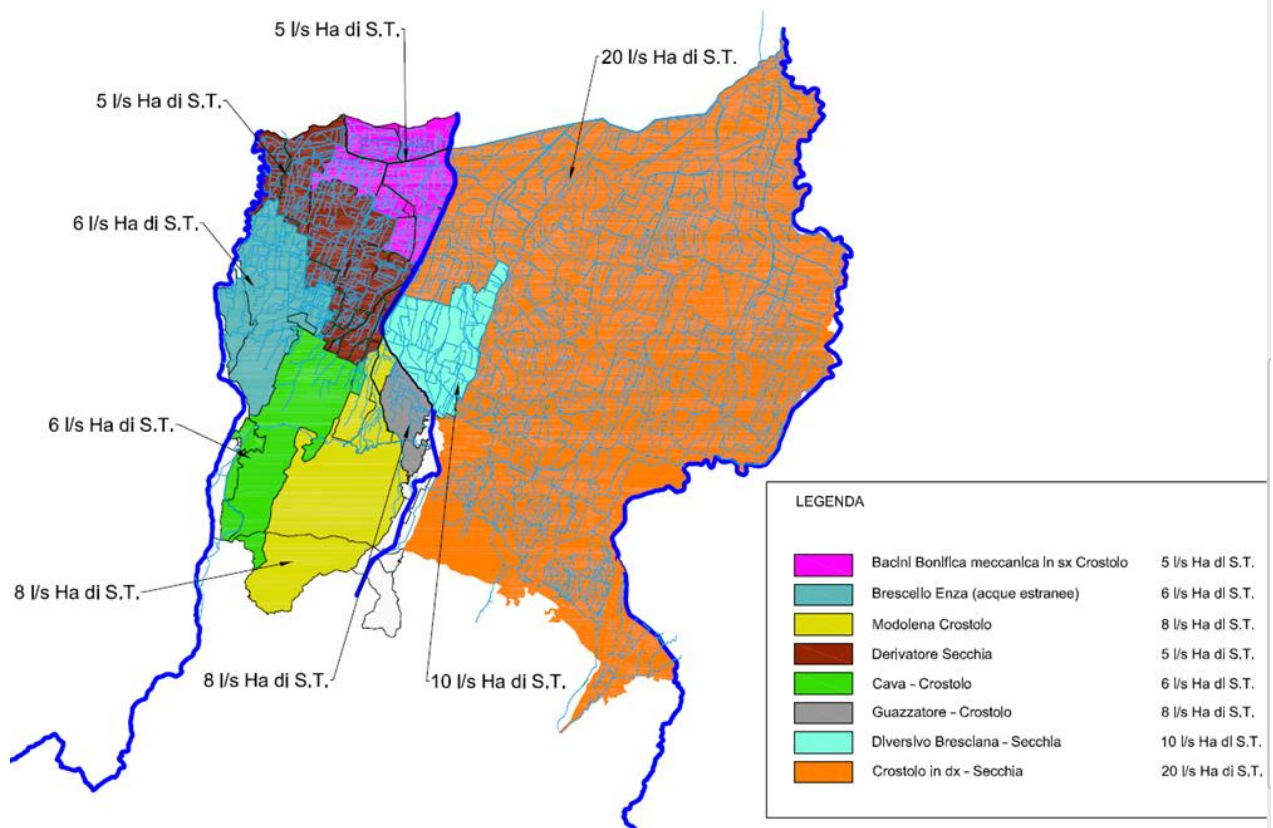 5 l/s Ha di S.T.
20 l/s Ha di S.T.
5 l/s Ha di S.T.
6 l/s Ha di S.T.
6 l/s Ha di S.T.
8 l/s Ha di S.T.
8 l/s Ha di S.T.
10 l/s Ha di S.T.
LEGENDA
Bacini Bonifica meccanica in sx Crostolo 5 l/s Ha di S.T.
Brescello Enza (acque estranee) 6 l/s Ha di S.T.
Modolena Crostolo 8 l/s Ha di S.T.
Derivatore Secchia 5 l/s Ha di S.T.
Cava - Crostolo 6 l/s Ha di S.T.
Guazzatore - Crostolo 8 l/s Ha di S.T.
Diversivo Bresciana - Secchia 10 l/s Ha di S.T.
Crostolo in dx - Secchia 20 l/s Ha di S.T.